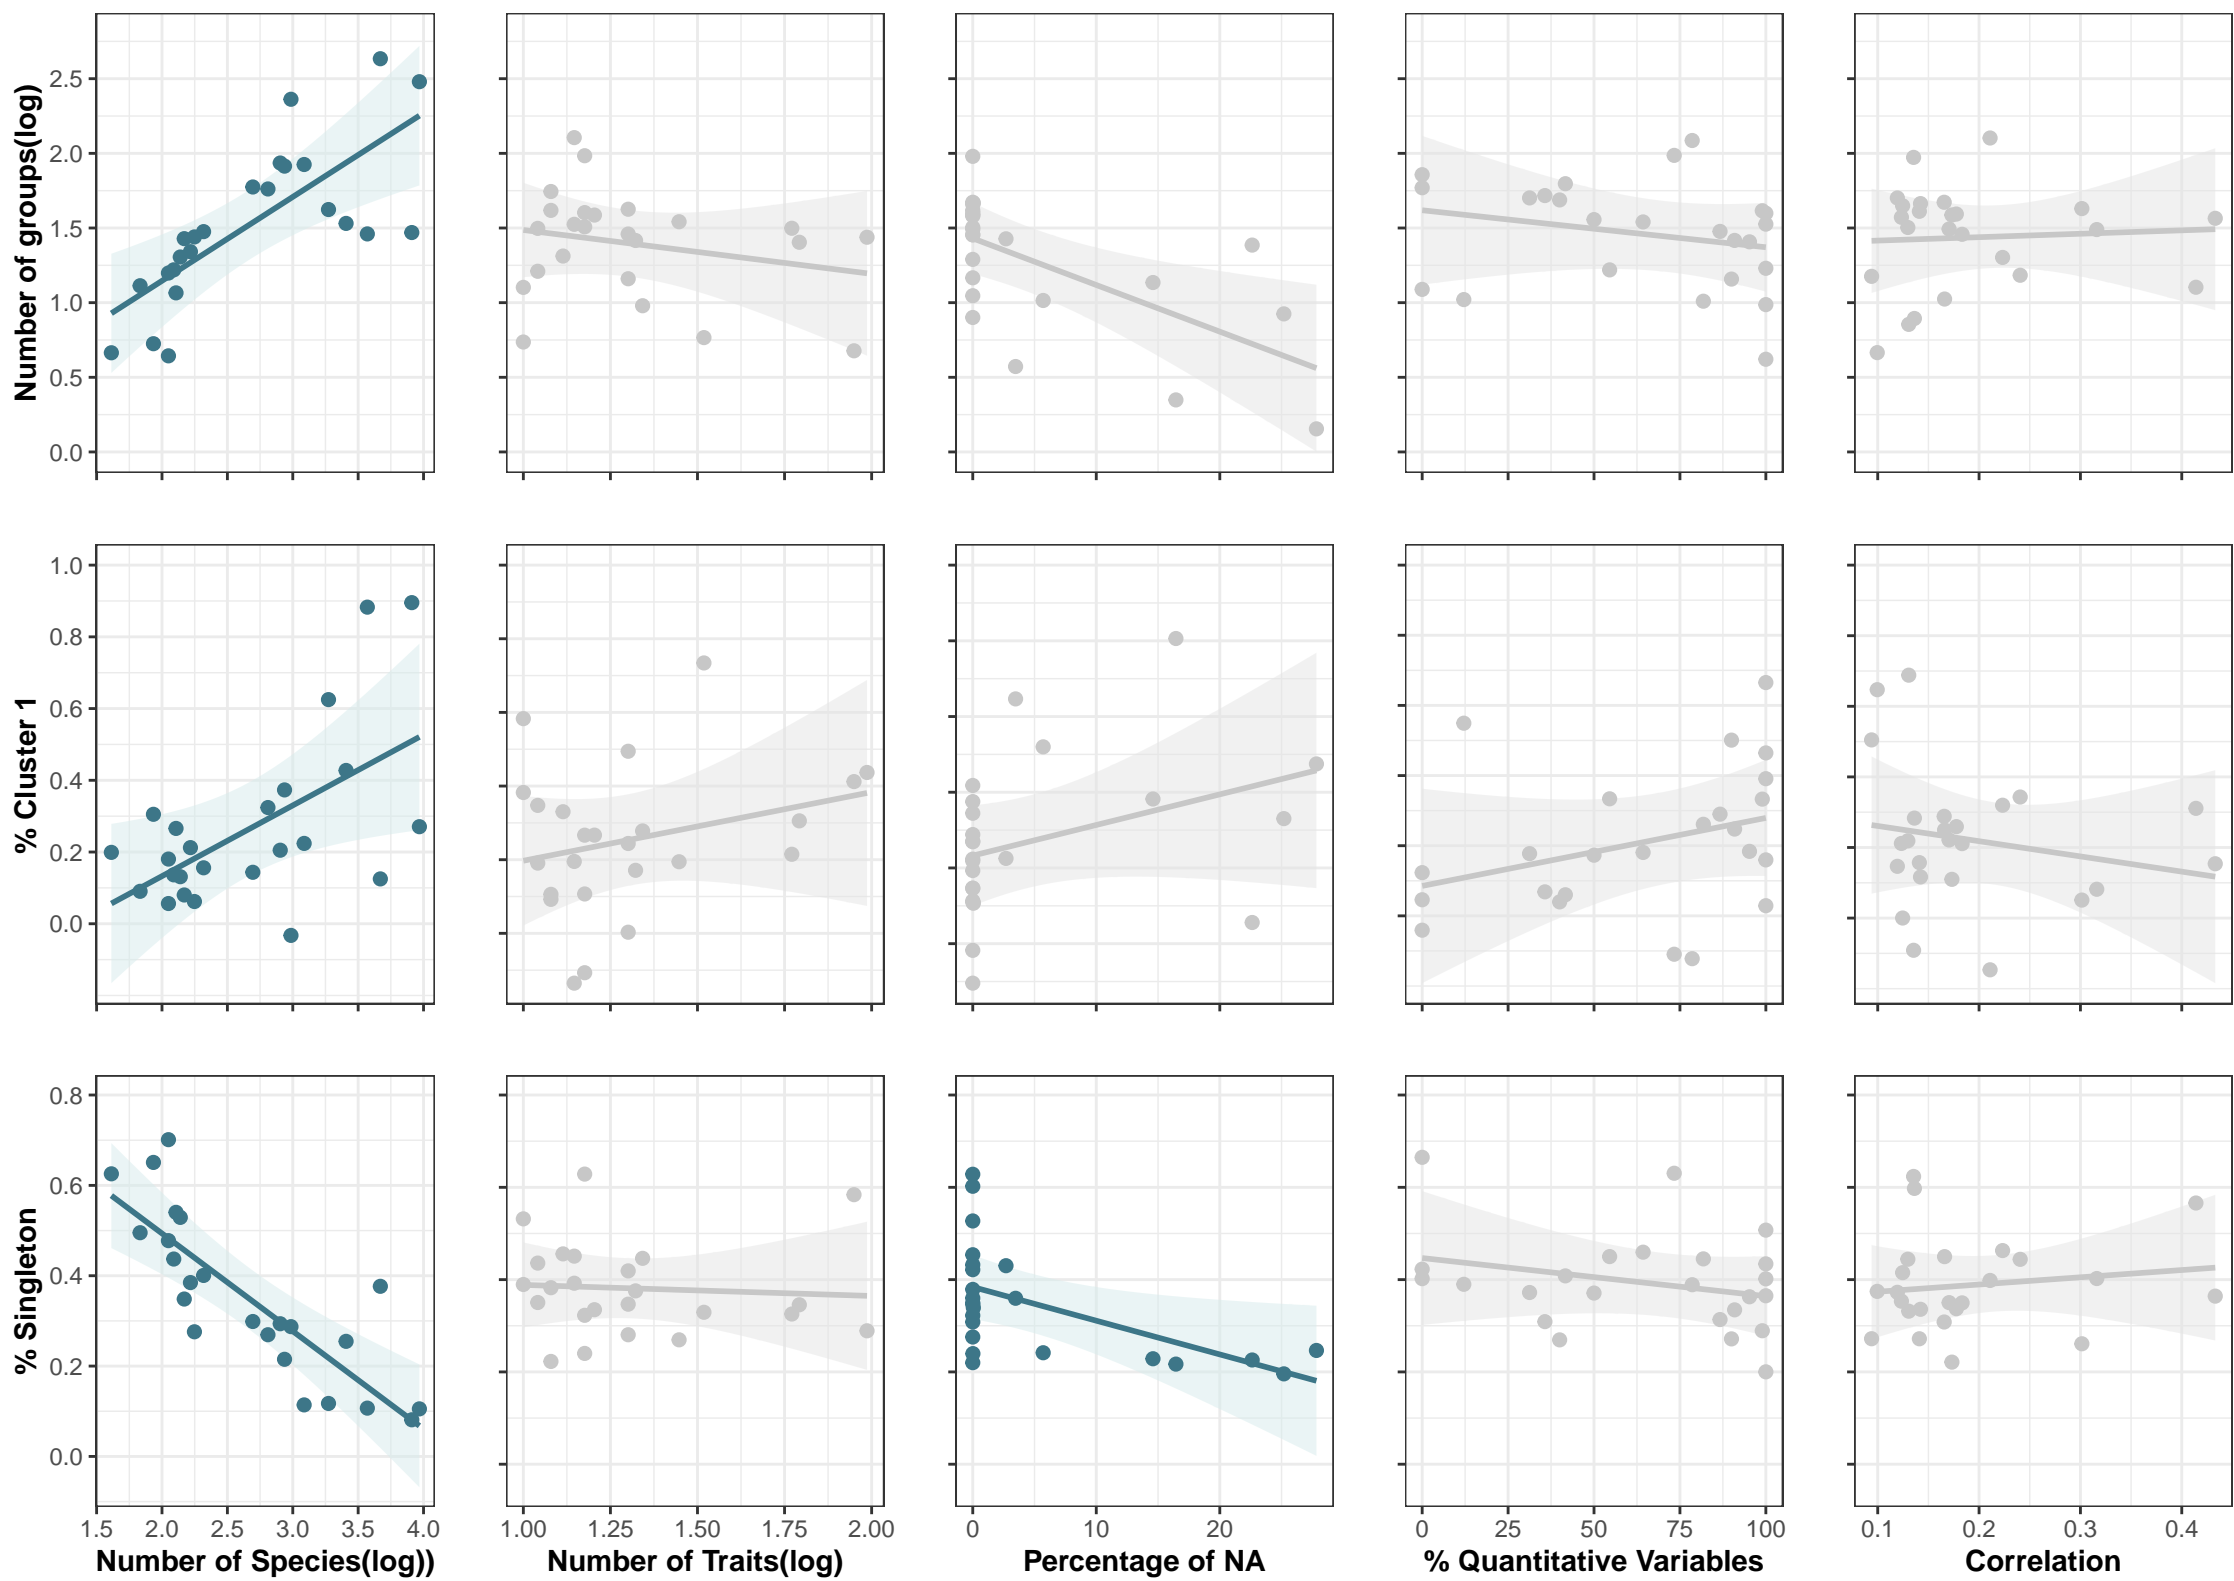 Number of groups(log)
2.5
2.0
1.5
1.0
0.5
0.0
% Cluster 1
1.0
0.8
0.6
0.4
0.2
0.0
% Singleton
0.8
0.6
0.4
0.2
0.0
1.5 2.0 2.5 3.0 3.5 4.0
1.00 1.25 1.50 1.75 2.00
0 10 20
0 25 50 75 100
0.1 0.2 0.3 0.4
Number of Species(log))
Number of Traits(log)
Percentage of NA
% Quantitative Variables
Correlation